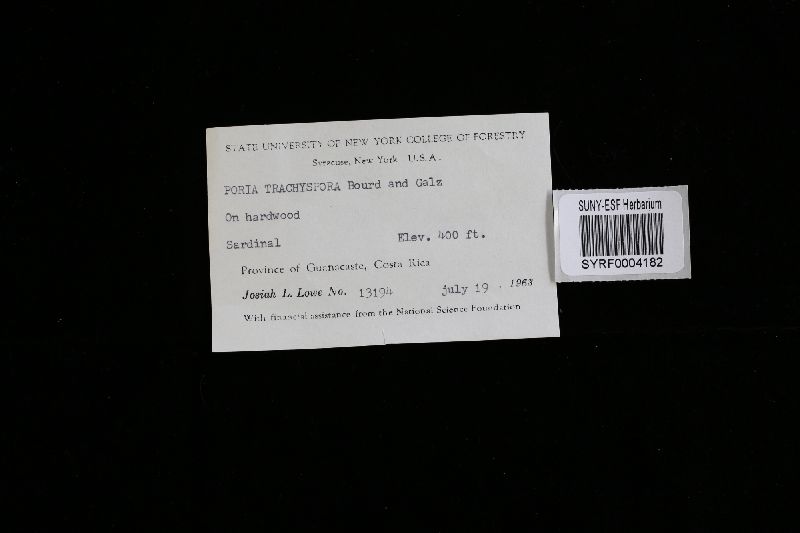 STATE UNIVERSITY OF NEW YORK COLLEGE OF FORESTRY
Syracuse, New York U.S.A.
PORIA TRACHYSPORA Bourd and Galz
On hardwood
Sardinal Elev. 400 ft.
Province of Guanacaste, Costa Rica
Josiah L. Lowe No. 13194 july 19 , 1963
With financial assistance from the National Science Foundation
SUNY-ESF Herbarium
SYRF0004182